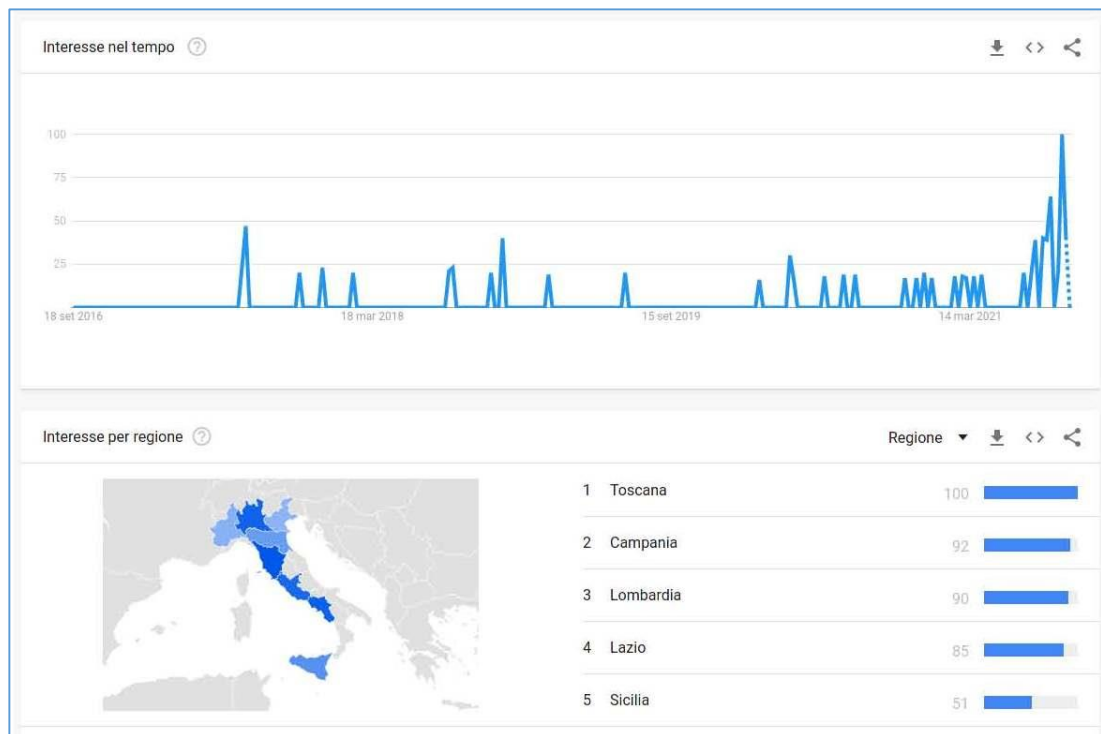 Interesse nel tempo
100
75
50
25
18 set 2016 18 mar 2018 15 set 2019 14 mar 2021
Interesse per regione Regione
1 Toscana 100
2 Campania 92
3 Lombardia 90
4 Lazio 85
5 Sicilia 51